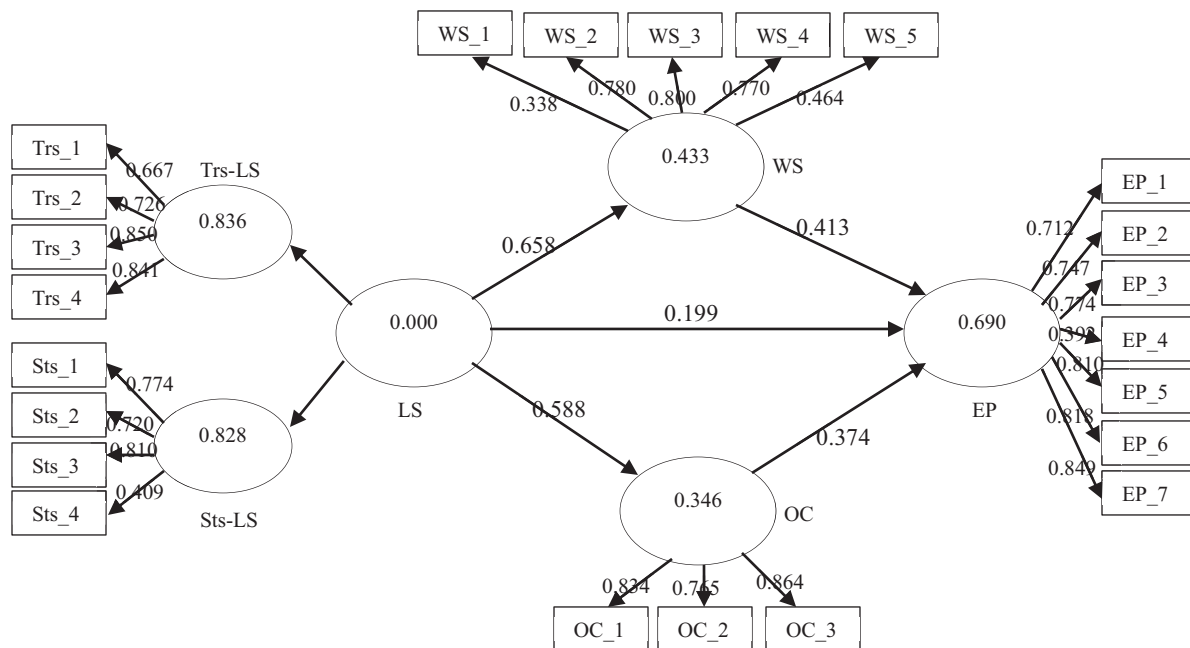 WS_1
WS_2
WS_3
WS_4
WS_5
0.338
0.780
0.800
0.770
0.464
0.433
WS
Trs_1
Trs_2
Trs_3
Trs_4
0.667
0.726
0.850
0.841
Trs-LS
0.836
0.658
0.413
0.000
LS
0.199
0.588
0.374
Sts_1
Sts_2
Sts_3
Sts_4
0.774
0.720
0.810
0.409
0.828
Sts-LS
0.690
EP
0.712
0.747
0.774
0.392
0.810
0.818
0.849
EP_1
EP_2
EP_3
EP_4
EP_5
EP_6
EP_7
0.346
OC
0.834
0.765
0.864
OC_1
OC_2
OC_3